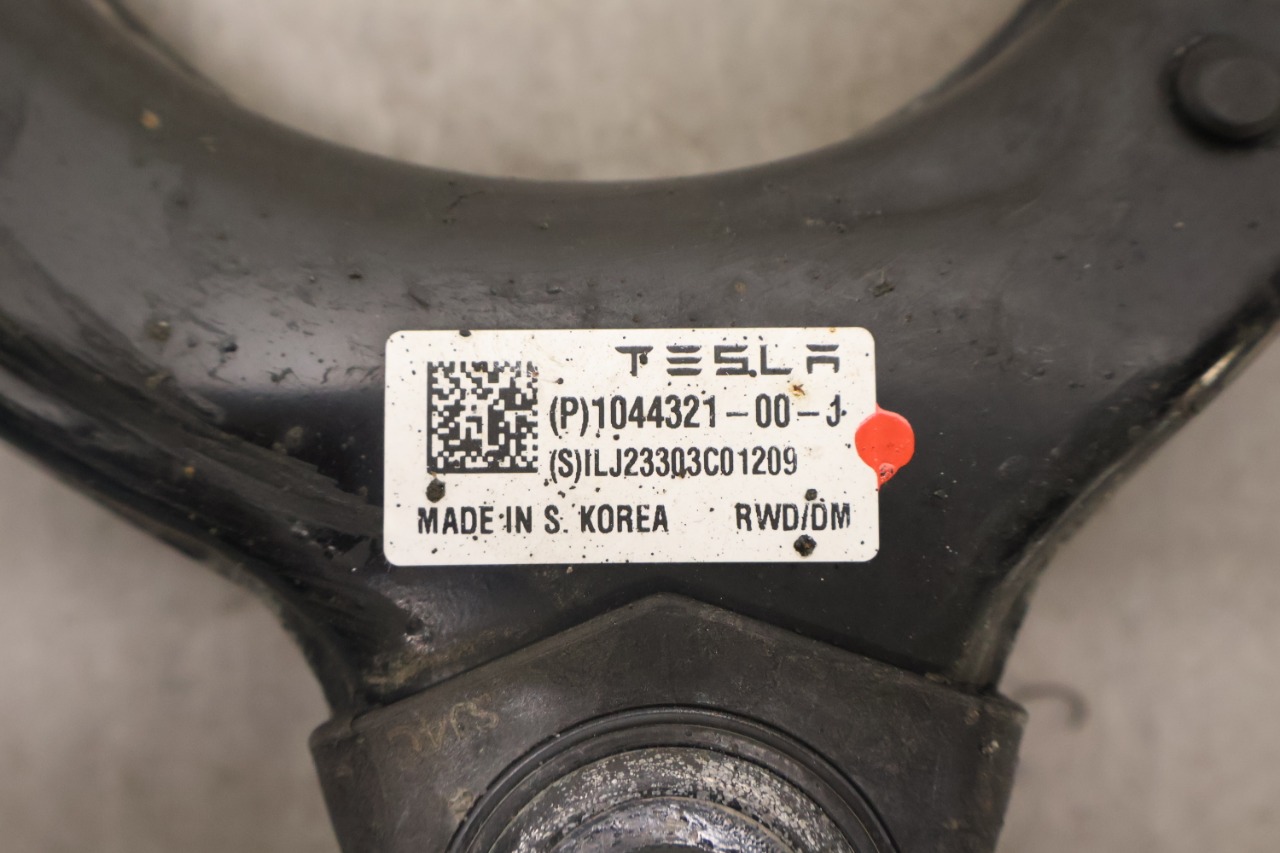 TESLA
(P)1044321-00-J
(S)ILJ23303C01209
MADE IN S. KOREA RWD/DM